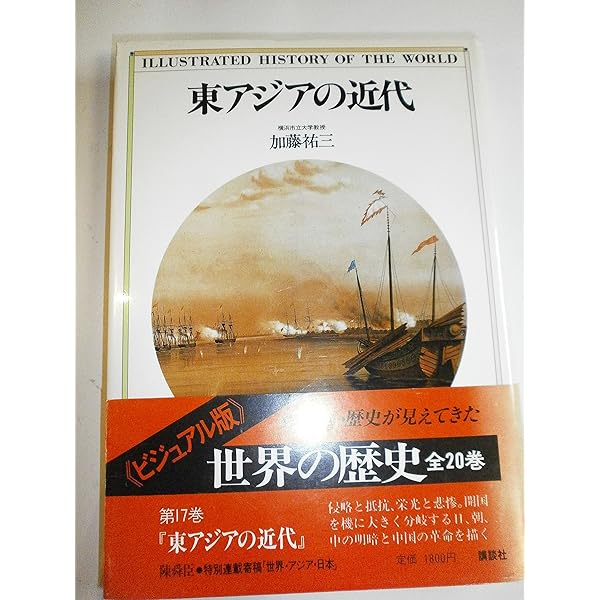 ILLUSTRATED HISTORY OF THE WORLD
東アジアの近代
横浜市立大学教授
加藤祐三
《ビジュアル版》
歴史が見えてきた
世界の歴史 全20巻
第17巻
『東アジアの近代』
陳舜臣●特別連載寄稿「世界・アジア・日本」
侵略と抵抗、栄光と悲惨。開国
を機に大きく分岐する日、朝、
中の明暗と中国の革命を描く
定価 1800円 講談社